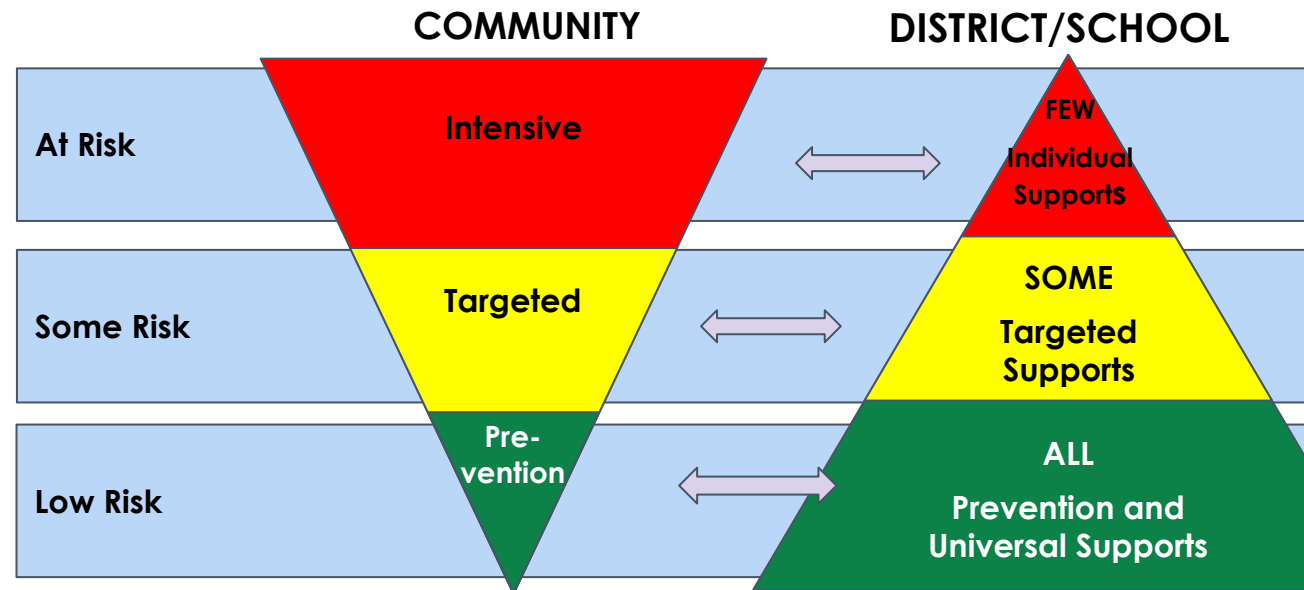 COMMUNITY
DISTRICT/SCHOOL
At Risk
Intensive
FEW
Individual
Supports
Some Risk
Targeted
SOME
Targeted
Supports
Low Risk
Pre-
vention
ALL
Prevention and
Universal Supports